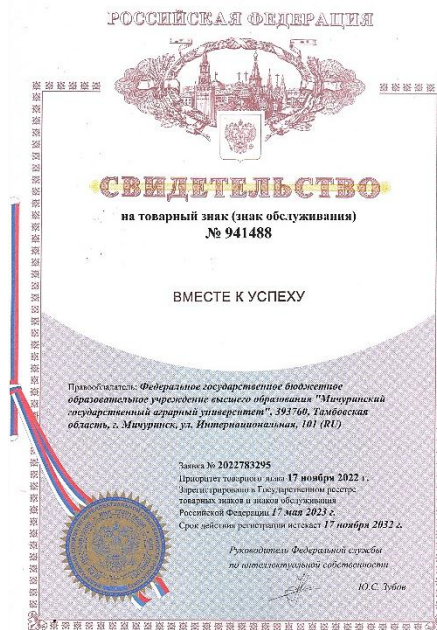 РОССИЙСКАЯ ФЕДЕРАЦИЯ
СВИДЕТЕЛЬСТВО
на товарный знак (знак обслуживания)
№ 941488
ВМЕСТЕ К УСПЕХУ
Правообладатель: Федеральное государственное бюджетное
образовательное учреждение высшего образования "Мичуринский
государственный аграрный университет", 393760, Тамбовская
область, г. Мичуринск, ул. Интернациональная, 101 (RU)
Заявка № 2022783295
Приоритет товарного знака 17 ноября 2022 г.
Зарегистрировано в Государственном реестре
товарных знаков и знаков обслуживания
Российской Федерации 17 мая 2023 г.
Срок действия регистрации истекает 17 ноября 2032 г.
Руководитель Федеральной службы
по интеллектуальной собственности
Ю.С. Зубов